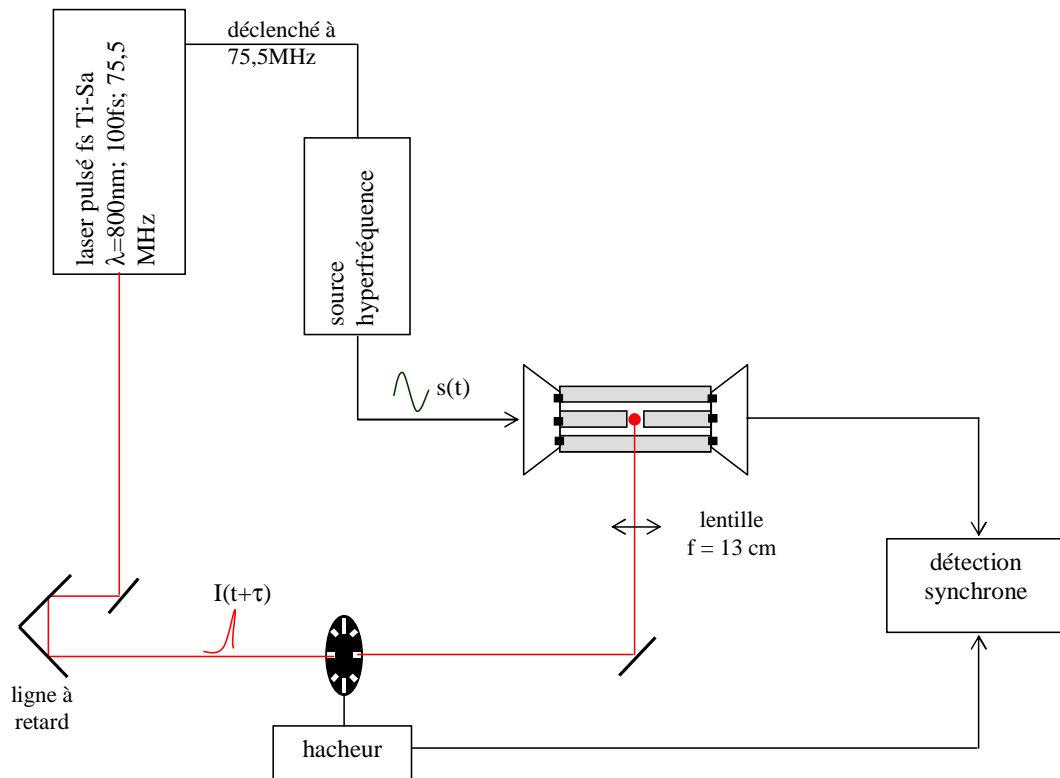 laser pulsé fs Ti-Sa
λ=800nm; 100fs; 75,5
MHz
déclenché à
75,5MHz
source
hyperfréquence
s(t)
lentille
f = 13 cm
détection
synchrone
I(t+τ)
ligne à
retard
hacheur